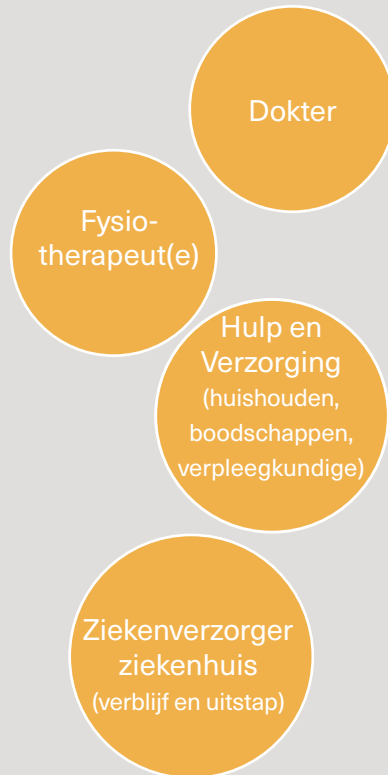 Dokter
Fysio-
therapeut(e)
Hulp en
Verzorging
(huishouden,
boodschappen,
verpleegkundige)
Ziekenverzorger
ziekenhuis
(verblijf en uitstap)